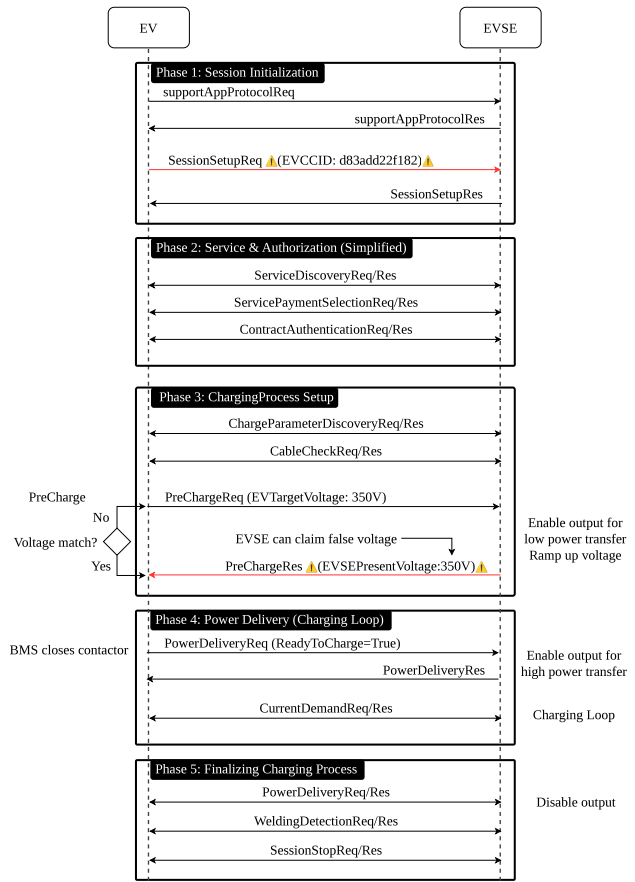 EV
EVSE
Phase 1: Session Initialization
supportAppProtocolReq
supportAppProtocolRes
SessionSetupReq ⚠️(EVCCID: d83add22f182)⚠️
SessionSetupRes
Phase 2: Service & Authorization (Simplified)
ServiceDiscoveryReq/Res
ServicePaymentSelectionReq/Res
ContractAuthenticationReq/Res
Phase 3: ChargingProcess Setup
ChargeParameterDiscoveryReq/Res
CableCheckReq/Res
PreCharge
PreChargeReq (EVTargetVoltage: 350V)
No
Voltage match?
Yes
EVSE can claim false voltage
PreChargeRes ⚠️(EVSEPresentVoltage:350V)⚠️
Enable output for
low power transfer
Ramp up voltage
Phase 4: Power Delivery (Charging Loop)
BMS closes contactor
PowerDeliveryReq (ReadyToCharge=True)
PowerDeliveryRes
Enable output for
high power transfer
CurrentDemandReq/Res
Charging Loop
Phase 5: Finalizing Charging Process
PowerDeliveryReq/Res
Disable output
WeldingDetectionReq/Res
SessionStopReq/Res